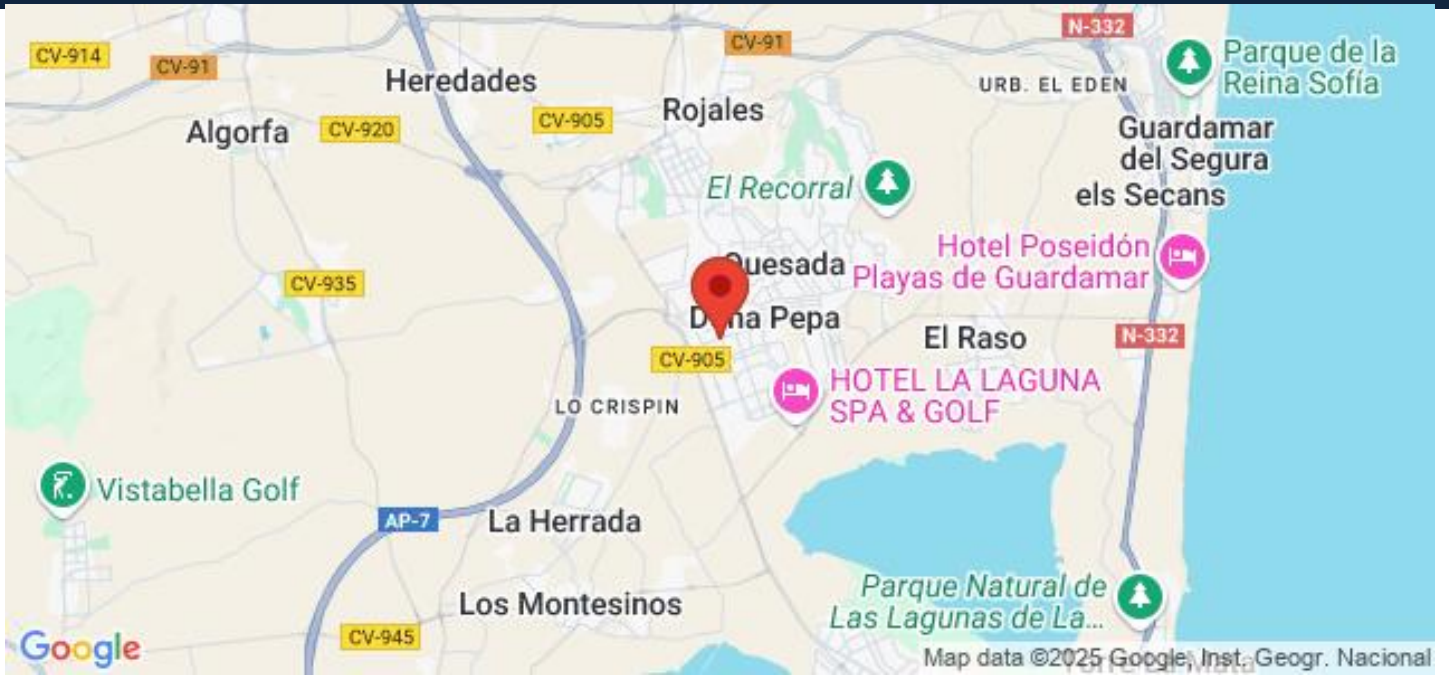 CV-914
CV-91
Heredades
CV-91
N-332
Parque de la
Reina Sofía
URB. EL EDEN
Algorfa
CV-920
CV-905
Rojales
Guardamar
del Segura
els Secans
El Recorral
Quesada
Hotel Poseidón
Playas de Guardamar
CV-935
Pepa
CV-905
El Raso
N-332
HOTEL LA LAGUNA
SPA & GOLF
LO CRISPIN
Vistabella Golf
AP-7
La Herrada
Los Montesinos
Parque Natural de
Las Lagunas de La...
CV-945
Google
Map data ©2025 Google, Inst. Geogr. Nacional